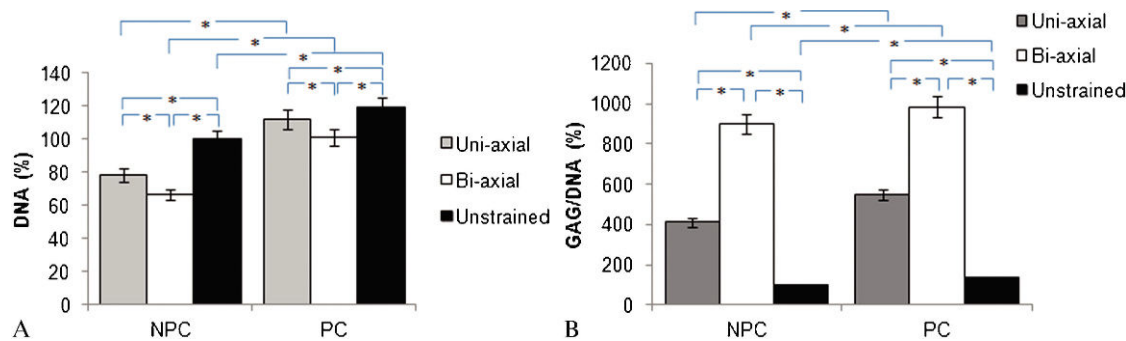 DNA (%)
140
120
100
80
60
40
20
0
* * *
* * *
* * *
NPC
PC
Uni-axial
Bi-axial
Unstrained
A
GAG/DNA (%)
1200
1000
800
600
400
200
0
* * *
* * *
* * *
NPC
PC
Uni-axial
Bi-axial
Unstrained
B